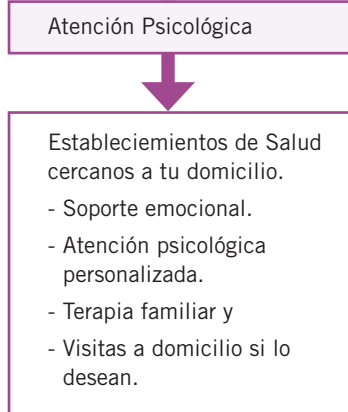 Atención Psicológica
Estableciemientos de Salud
cercanos a tu domicilio.
- Soporte emocional.
- Atención psicológica
personalizada.
- Terapia familiar y
- Visitas a domicilio si lo
desean.